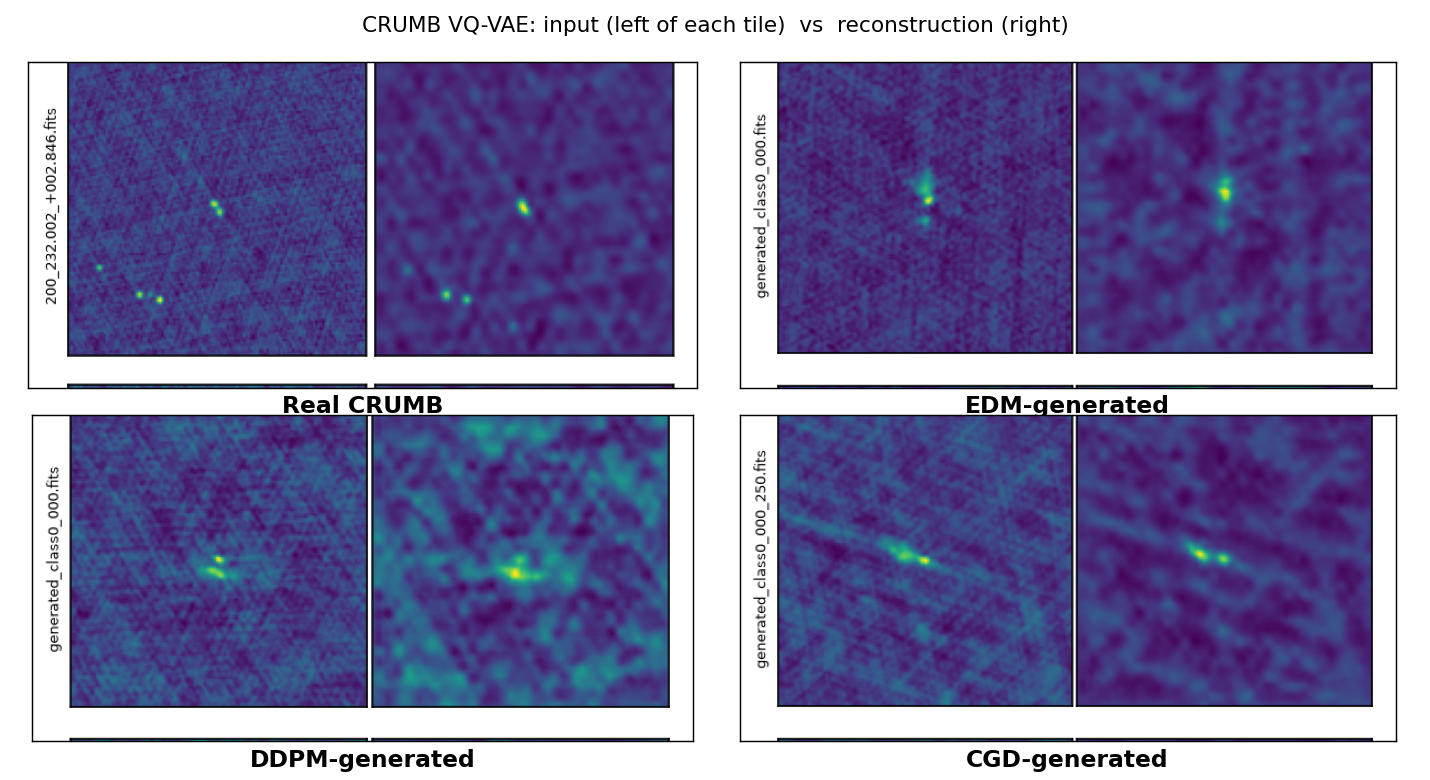 CRUMB VQ-VAE: input (left of each tile)  vs  reconstruction (right)
200_232.002_+002.846.fits
generated_class0_000.fits
Real CRUMB
EDM-generated
generated_class0_000.fits
generated_class0_000_250.fits
DDPM-generated
CGD-generated